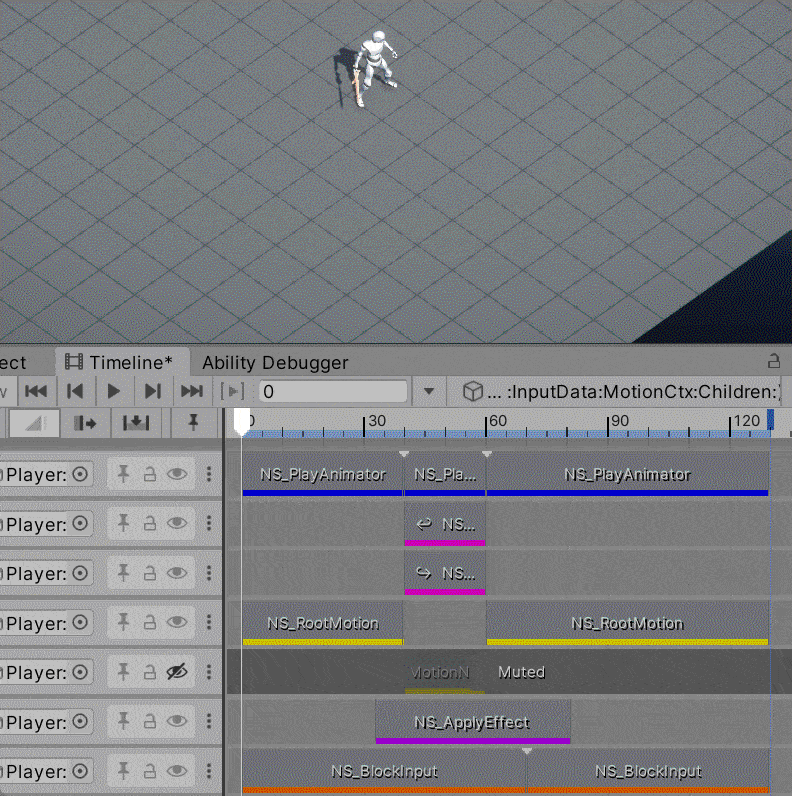 ect Timeline* Ability Debugger
0 ... :InputData:MotionCtx:Children:
0 30 60 90 120
Player: NS_PlayAnimator NS_Pla... NS_PlayAnimator
Player: NS...
Player: NS...
Player: NS_RootMotion NS_RootMotion
Player: MotionN Muted
Player: NS_ApplyEffect
Player: NS_BlockInput NS_BlockInput